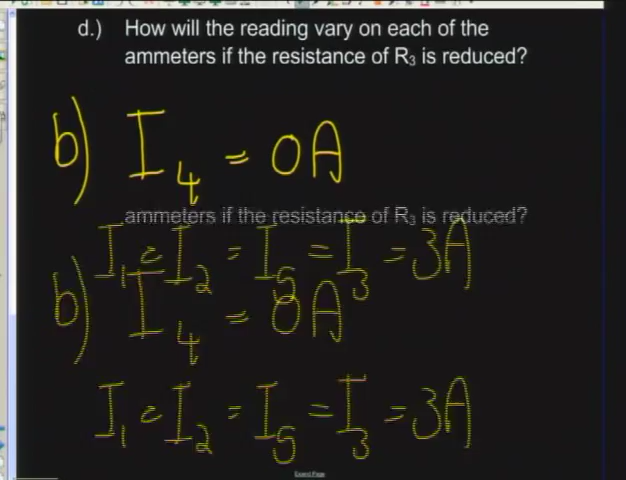 d.) How will the reading vary on each of the
ammeters if the resistance of R₃ is reduced?
b) I₄ = 0A
ammeters if the resistance of R₃ is reduced?
I₁ = I₂ = I₅ = I₃ = 3A
b) I₄ = 0A
I₁ = I₂ = I₅ = I₃ = 3A